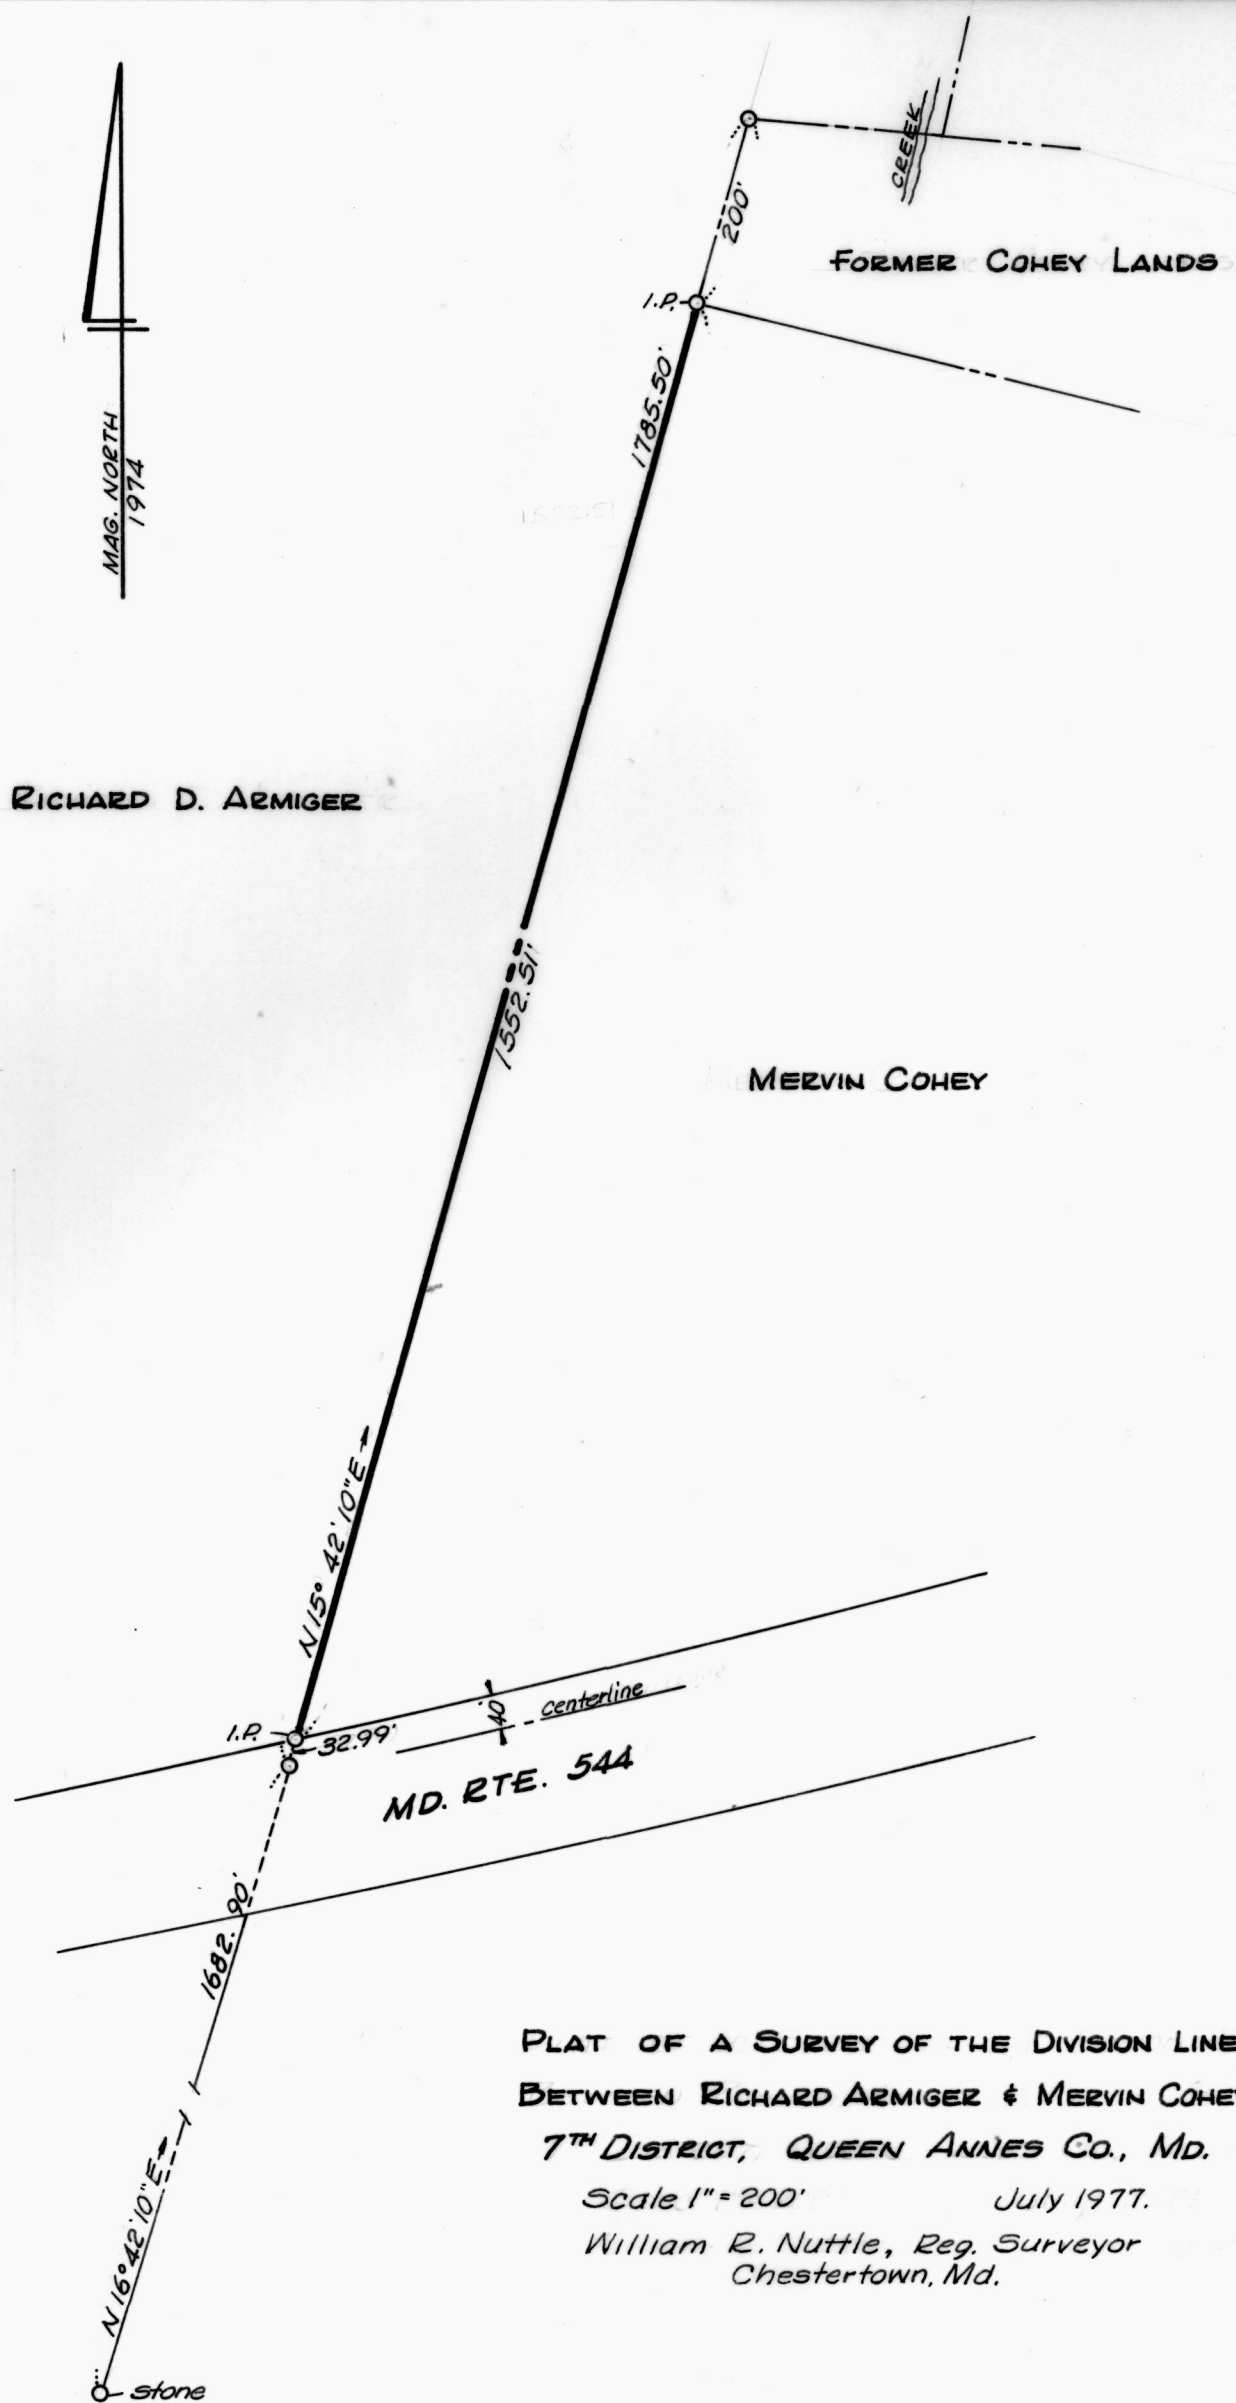 CREEK
200'
FORMER COHEY LANDS
I.P.
1785.50'
MAG. NORTH
1974
RICHARD D. ARMIGER
1552.51'
MERVIN COHEY
N15° 42' 10" E
centerline
40'
I.P.
32.99'
MD. RTE. 544
1682.90'
N16° 42' 10" E
stone
PLAT OF A SURVEY OF THE DIVISION LINE
BETWEEN RICHARD ARMIGER & MERVIN COHEY
7TH DISTRICT, QUEEN ANNES CO., MD.
Scale 1" = 200' July 1977.
William R. Nuttle, Reg. Surveyor
Chestertown, Md.